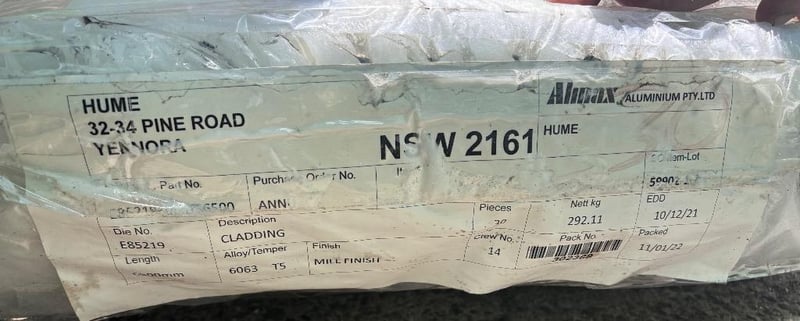 HUME
32-34 PINE ROAD
YENNORA
NSW 2161
Almax ALUMINIUM PTY.LTD
HUME
Part No.
Purchase Order No.
ANN
Nett kg
292.11
EDD
10/12/21
Die No.
E85219
Description
CLADDING
Pieces
Length
Alloy/Temper
6063 T5
Finish
MILL FINISH
Crew No.
14
Pack No
Packed
11/01/22